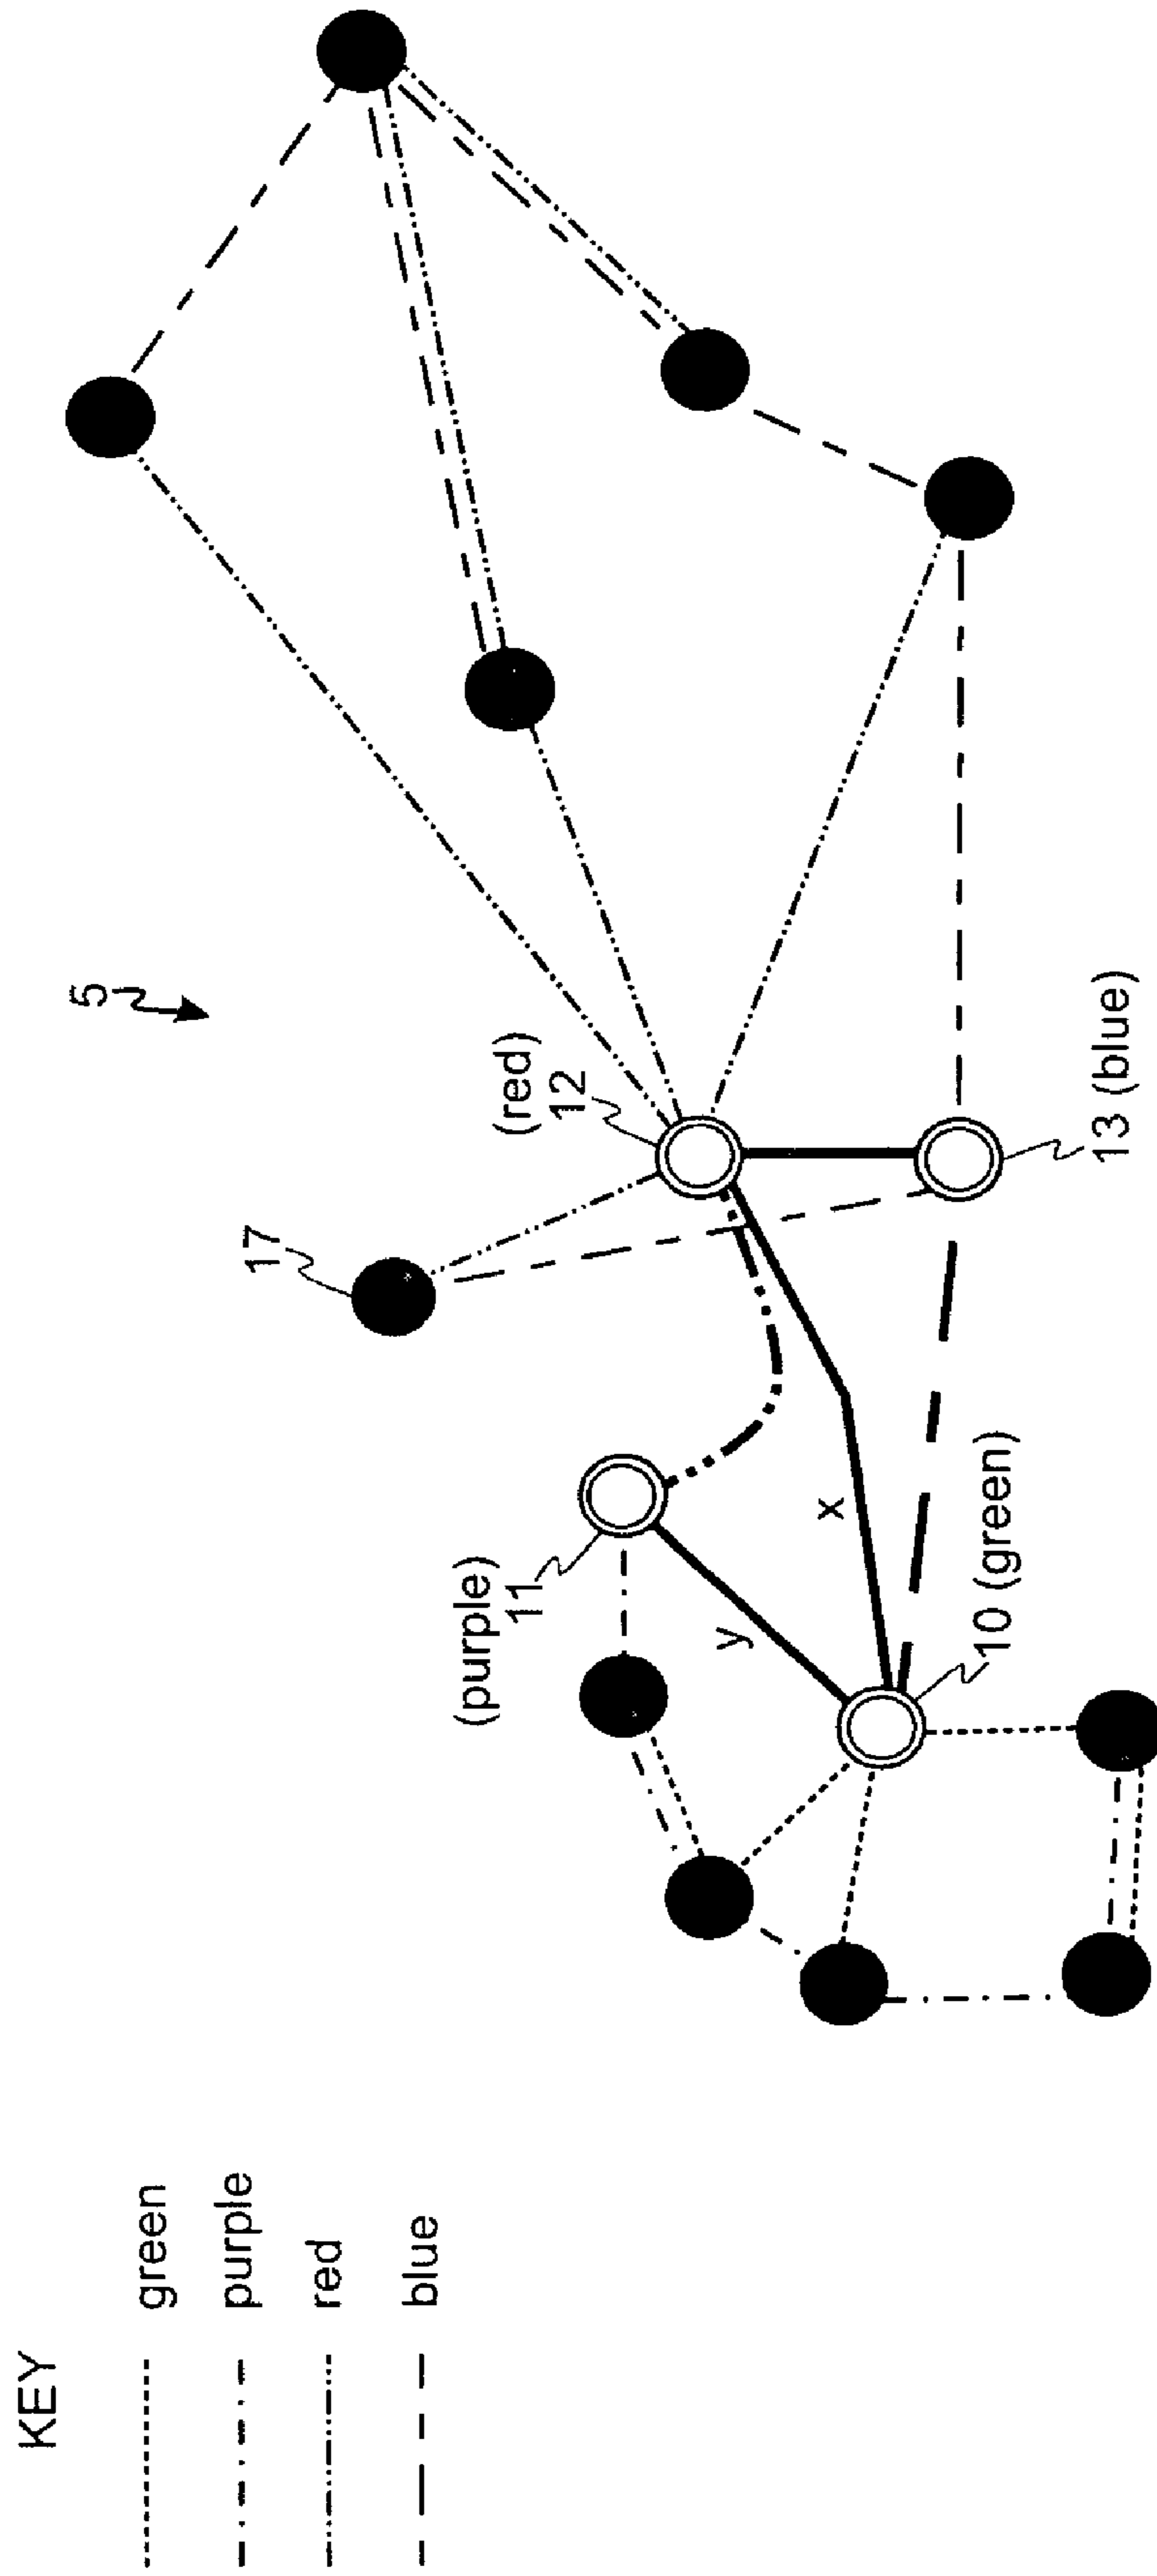 KEY
green
purple
red
blue
5
17
(red)
12
13 (blue)
(purple)
11
y
x
10 (green)